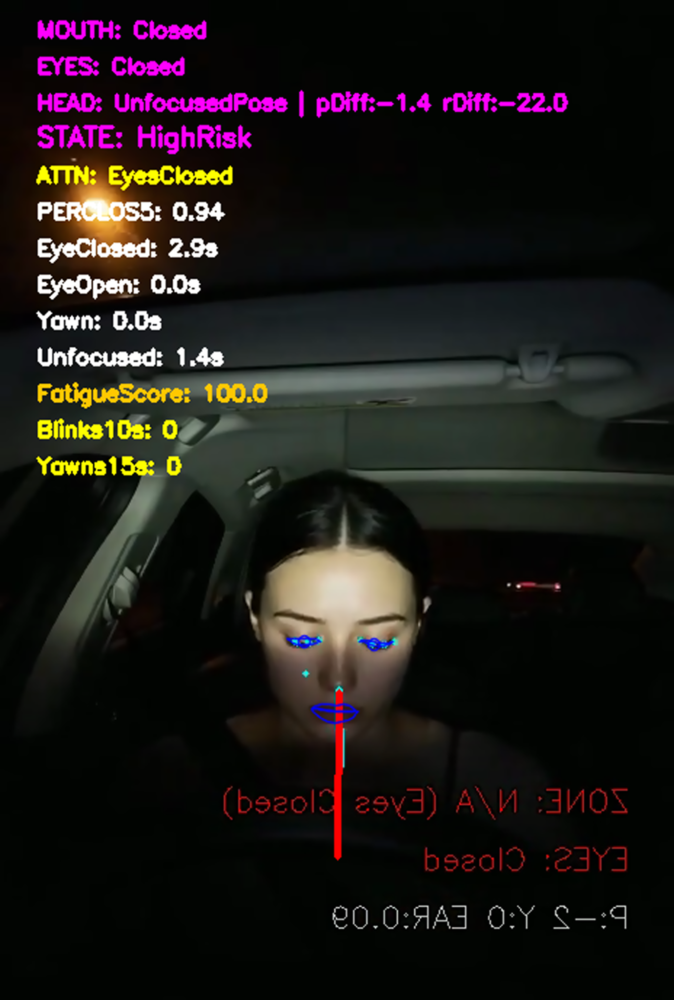 MOUTH: Closed
EYES: Closed
HEAD: UnfocusedPose | pDiff:-1.4 rDiff:-22.0
STATE: HighRisk
ATTN: EyesClosed
PERCLOS5: 0.94
EyeClosed: 2.9s
EyeOpen: 0.0s
Yawn: 0.0s
Unfocused: 1.4s
FatigueScore: 100.0
Blinks10s: 0
Yawns15s: 0
ZONE: N/A (Eyes Closed)
EYES: Closed
P:-2 Y:0 EAR:0.09